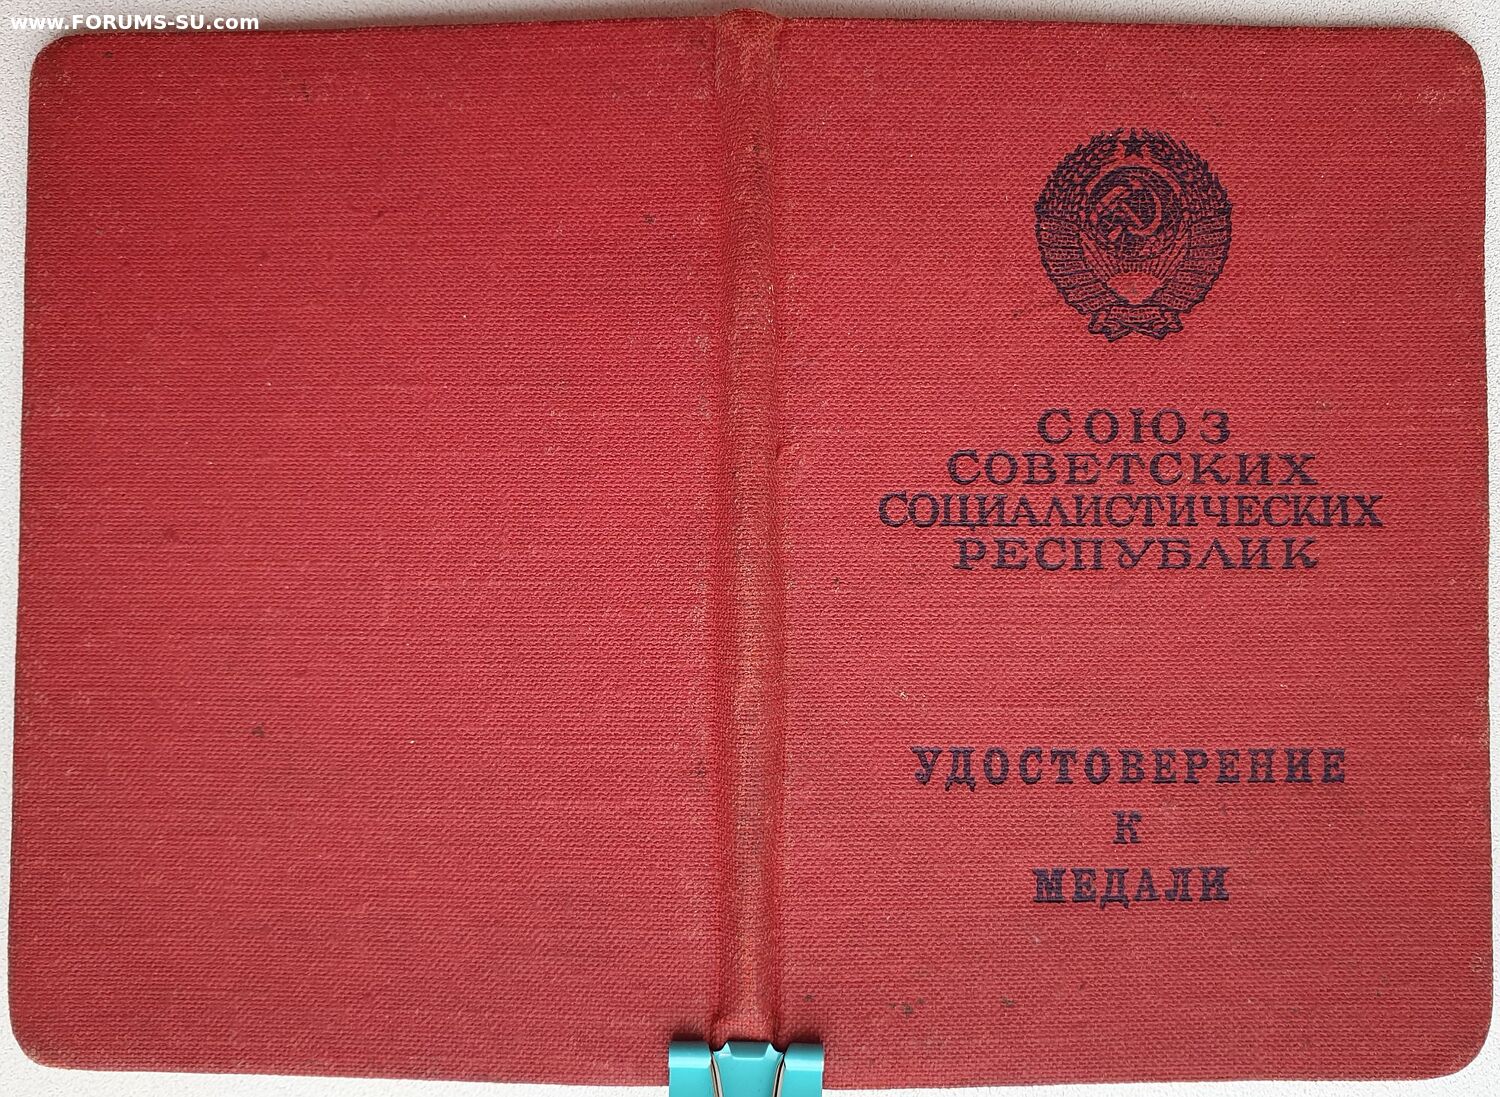 www.FORUMS-SU.com
СОЮЗ
СОВЕТСКИХ
СОЦИАЛИСТИЧЕСКИХ
РЕСПУБЛИК
УДОСТОВЕРЕНИЕ
К
МЕДАЛИ